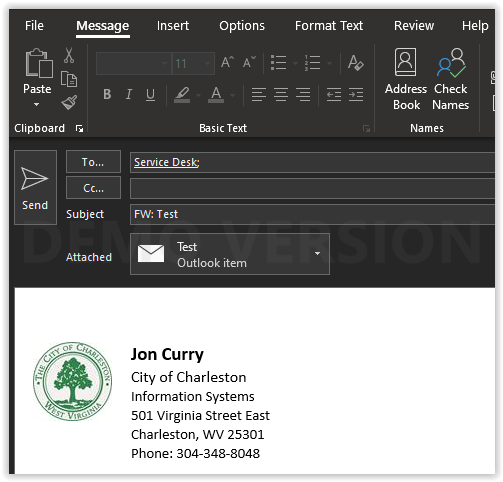 File Message Insert Options Format Text Review Help
Paste
11 A^ A˅
B I U
Address Book
Check Names
Clipboard Basic Text Names
Send
To... Service Desk;
Cc...
Subject FW: Test
DEMO VERSION
Attached
Test
Outlook item
THE CITY OF CHARLESTON
WEST VIRGINIA
Jon Curry
City of Charleston
Information Systems
501 Virginia Street East
Charleston, WV 25301
Phone: 304-348-8048